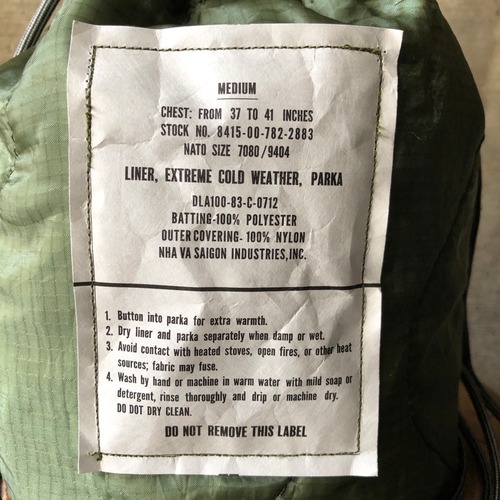 MEDIUM
CHEST: FROM 37 TO 41 INCHES
STOCK NO. 8415-00-782-2883
NATO SIZE 7080/9404
LINER, EXTREME COLD WEATHER, PARKA
DLA100-83-C-0712
BATTING-100% POLYESTER
OUTER COVERING- 100% NYLON
NHA VA SAIGON INDUSTRIES,INC.
1. Button into parka for extra warmth.
2. Dry liner and parka separately when damp or wet.
3. Avoid contact with heated stoves, open fires, or other heat
sources; fabric may fuse.
4. Wash by hand or machine in warm water with mild soap or
detergent, rinse thoroughly and drip or machine dry.
DO DOT DRY CLEAN.
DO NOT REMOVE THIS LABEL